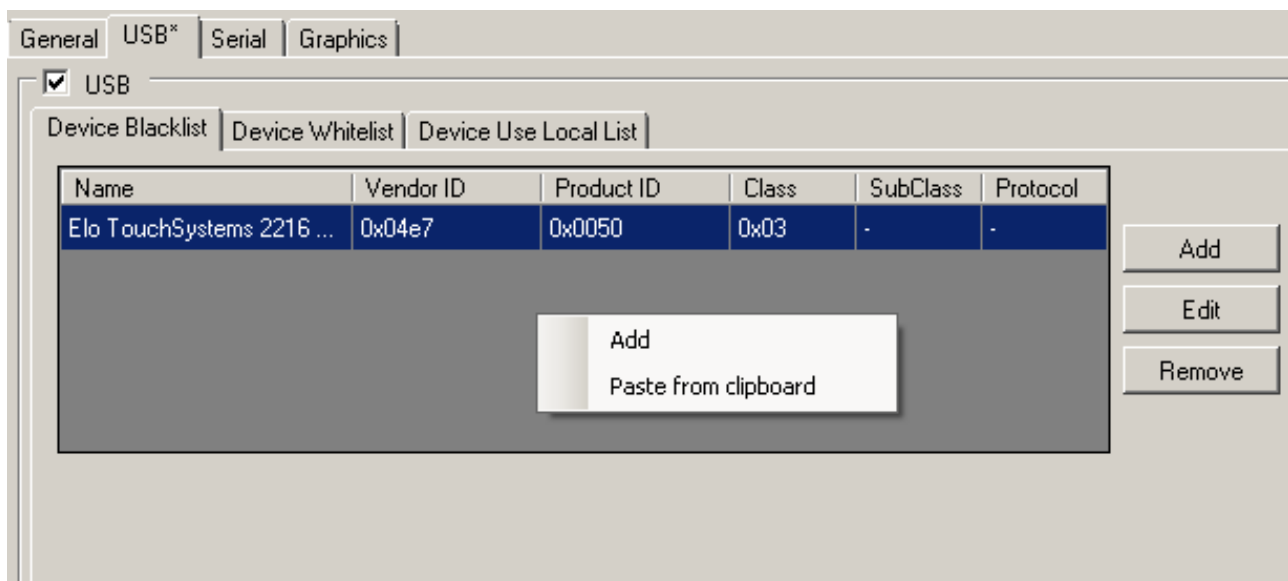 General USB* Serial Graphics
USB
Device Blacklist Device Whitelist Device Use Local List
Name Vendor ID Product ID Class SubClass Protocol
Elo TouchSystems 2216 ... 0x04e7 0x0050 0x03 - -
Add
Edit
Remove
Add
Paste from clipboard